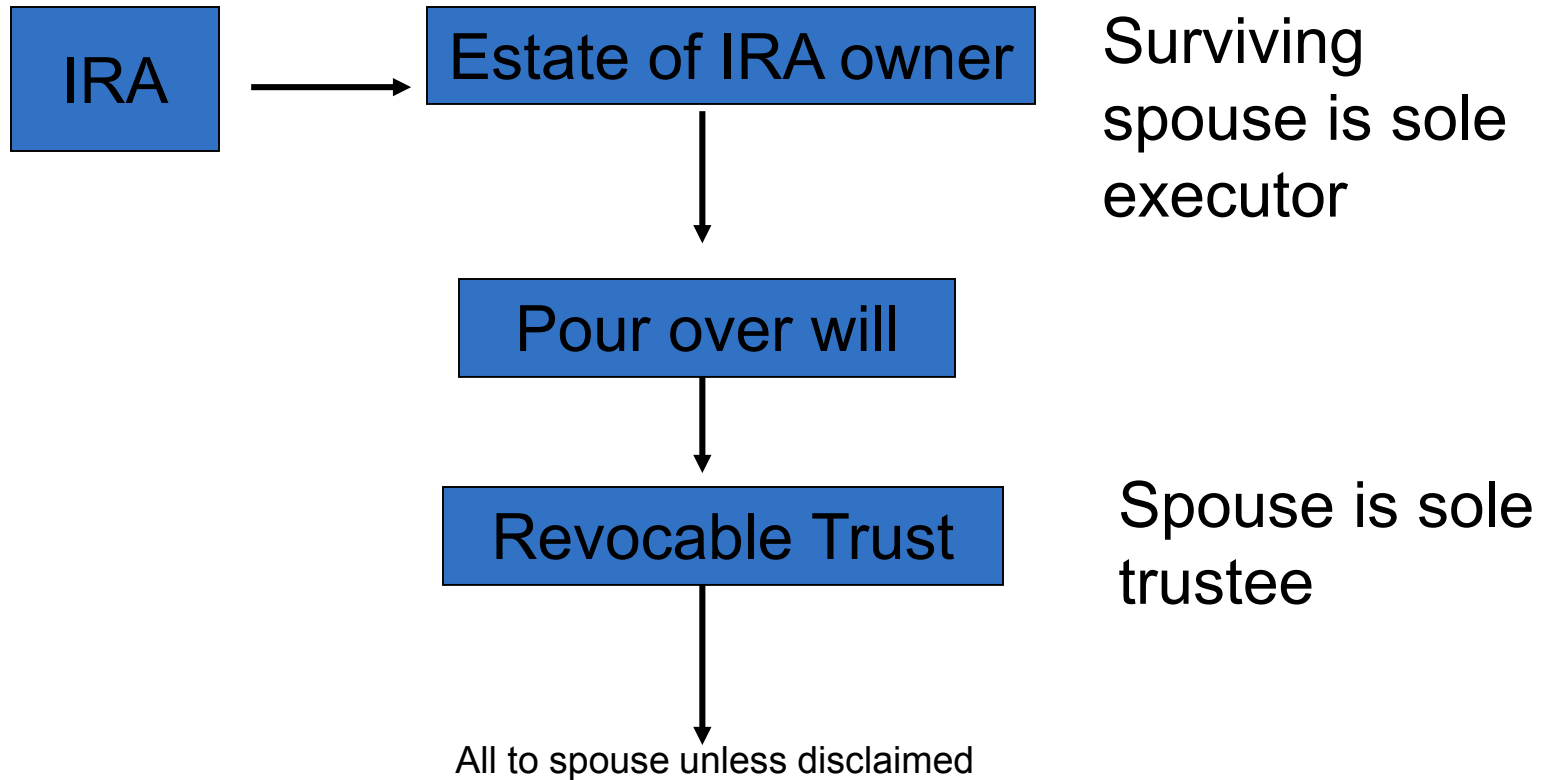 IRA
Estate of IRA owner
Surviving
spouse is sole
executor
Pour over will
Revocable Trust
Spouse is sole
trustee
All to spouse unless disclaimed